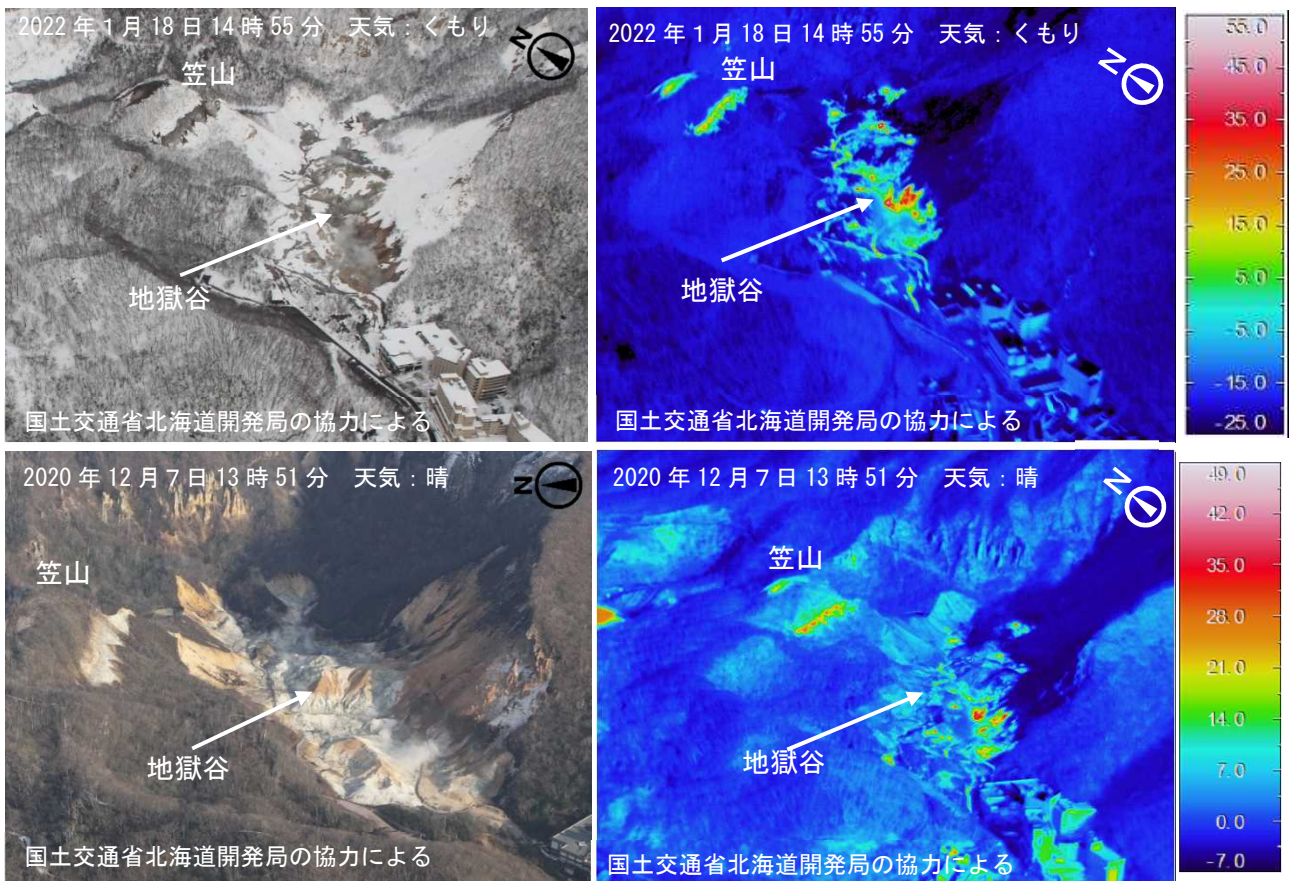 2022年1月18日14時55分　天気：くもり
N
笠山
地獄谷
国土交通省北海道開発局の協力による
2022年1月18日14時55分　天気：くもり
N
笠山
地獄谷
国土交通省北海道開発局の協力による
55.0
45.0
35.0
25.0
15.0
5.0
-5.0
-15.0
-25.0
2020年12月７日13時51分　天気：晴
N
笠山
地獄谷
国土交通省北海道開発局の協力による
2020年12月７日13時51分　天気：晴
N
笠山
地獄谷
国土交通省北海道開発局の協力による
49.0
42.0
35.0
28.0
21.0
14.0
7.0
0.0
-7.0